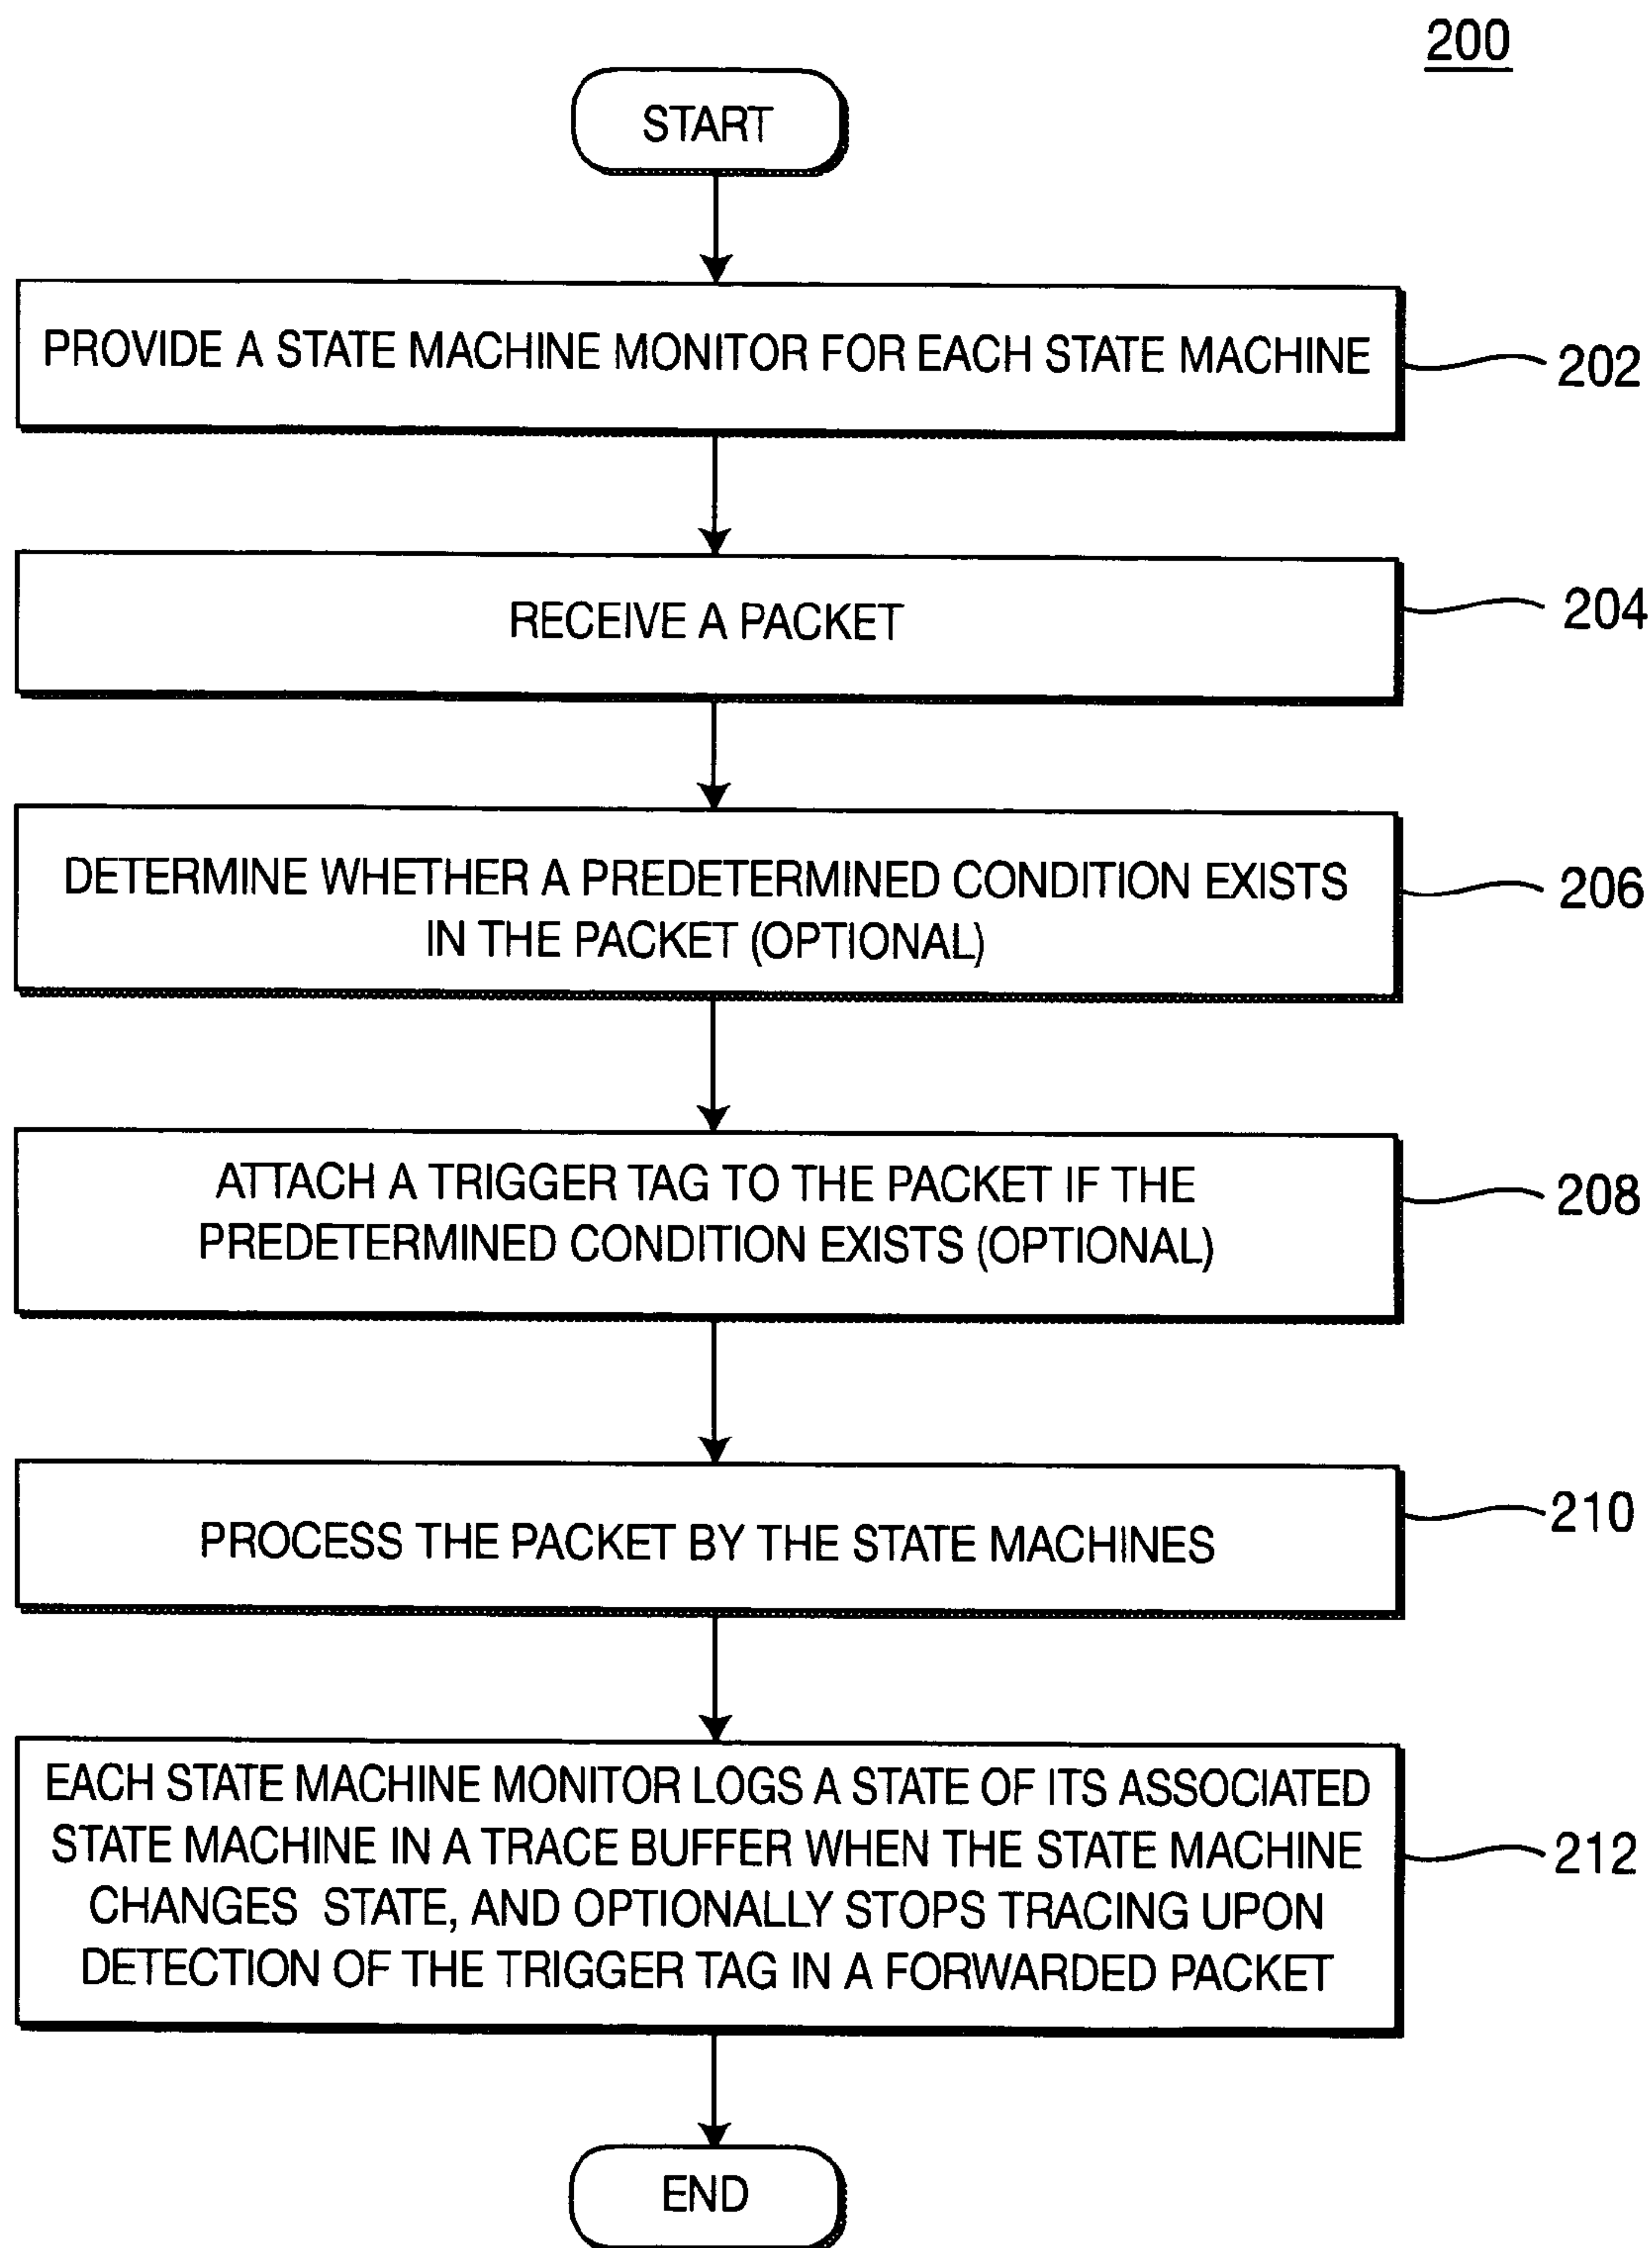 200
START
PROVIDE A STATE MACHINE MONITOR FOR EACH STATE MACHINE
202
RECEIVE A PACKET
204
DETERMINE WHETHER A PREDETERMINED CONDITION EXISTS
IN THE PACKET (OPTIONAL)
206
ATTACH A TRIGGER TAG TO THE PACKET IF THE
PREDETERMINED CONDITION EXISTS (OPTIONAL)
208
PROCESS THE PACKET BY THE STATE MACHINES
210
EACH STATE MACHINE MONITOR LOGS A STATE OF ITS ASSOCIATED
STATE MACHINE IN A TRACE BUFFER WHEN THE STATE MACHINE
CHANGES STATE, AND OPTIONALLY STOPS TRACING UPON
DETECTION OF THE TRIGGER TAG IN A FORWARDED PACKET
212
END